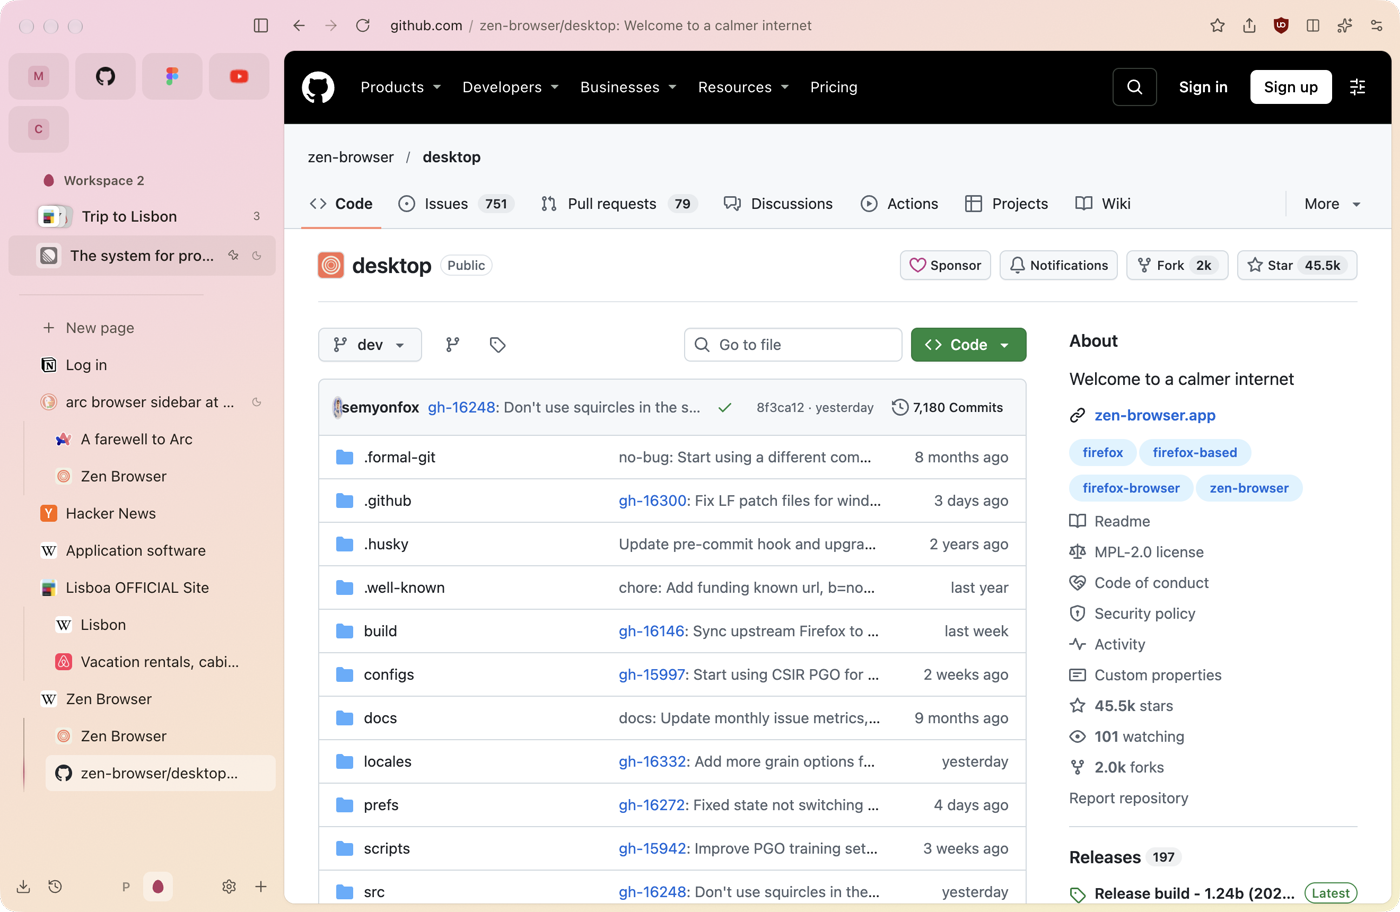 github.com / zen-browser/desktop: Welcome to a calmer internet
M
C
Workspace 2
Trip to Lisbon 3
The system for pro...
New page
Log in
arc browser sidebar at ...
A farewell to Arc
Zen Browser
Hacker News
Application software
Lisboa OFFICIAL Site
Lisbon
Vacation rentals, cabi...
Zen Browser
Zen Browser
zen-browser/desktop...
P
Products Developers Businesses Resources Pricing Sign in Sign up
zen-browser / desktop
Code Issues 751 Pull requests 79 Discussions Actions Projects Wiki More
desktop Public Sponsor Notifications Fork 2k Star 45.5k
dev Go to file Code
semyonfox gh-16248: Don't use squircles in the s... 8f3ca12 · yesterday 7,180 Commits
.formal-git no-bug: Start using a different com... 8 months ago
.github gh-16300: Fix LF patch files for wind... 3 days ago
.husky Update pre-commit hook and upgra... 2 years ago
.well-known chore: Add funding known url, b=no... last year
build gh-16146: Sync upstream Firefox to ... last week
configs gh-15997: Start using CSIR PGO for ... 2 weeks ago
docs docs: Update monthly issue metrics,... 9 months ago
locales gh-16332: Add more grain options f... yesterday
prefs gh-16272: Fixed state not switching ... 4 days ago
scripts gh-15942: Improve PGO training set... 3 weeks ago
src gh-16248: Don't use squircles in the... yesterday
About
Welcome to a calmer internet
zen-browser.app
firefox firefox-based
firefox-browser zen-browser
Readme
MPL-2.0 license
Code of conduct
Security policy
Activity
Custom properties
45.5k stars
101 watching
2.0k forks
Report repository
Releases 197
Release build - 1.24b (202... Latest